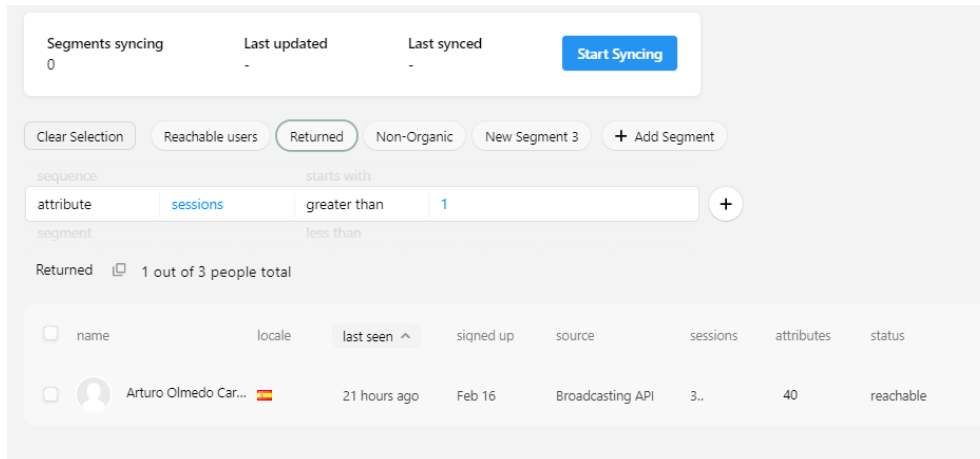 Segments syncing Last updated Last synced
0 - - Start Syncing
Clear Selection Reachable users Returned Non-Organic New Segment 3 + Add Segment
sequence starts with
attribute sessions greater than 1 +
segment less than
Returned 1 out of 3 people total
name locale last seen signed up source sessions attributes status
Arturo Olmedo Car... 21 hours ago Feb 16 Broadcasting API 3.. 40 reachable